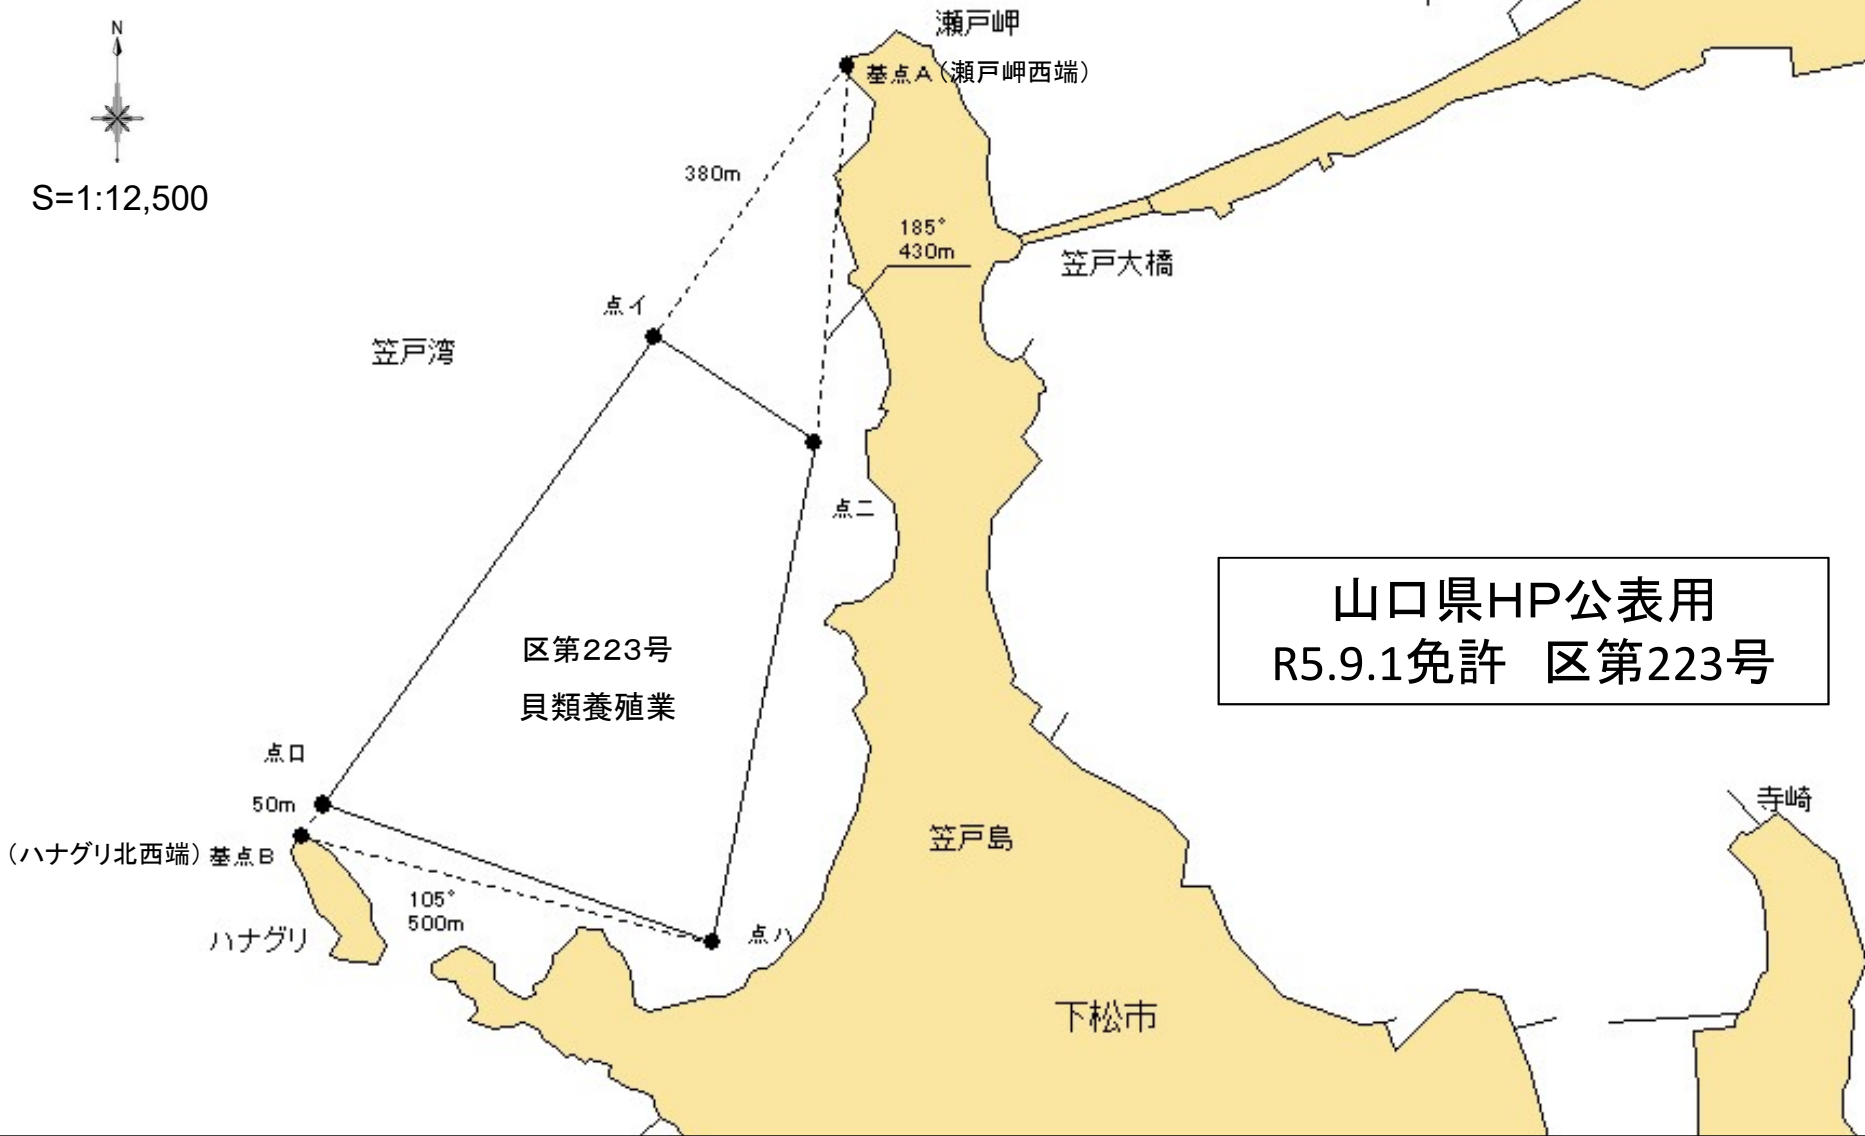 瀬戸岬
N
基点A(瀬戸岬西端)
380m
S=1:12,500
185°
430m
笠戸大橋
点イ
笠戸湾
点ニ
山口県HP公表用
R5.9.1免許 区第223号
区第223号
貝類養殖業
点ロ
50m
寺崎
笠戸島
(ハナグリ北西端)基点B
105°
500m
点ハ
ハナグリ
下松市